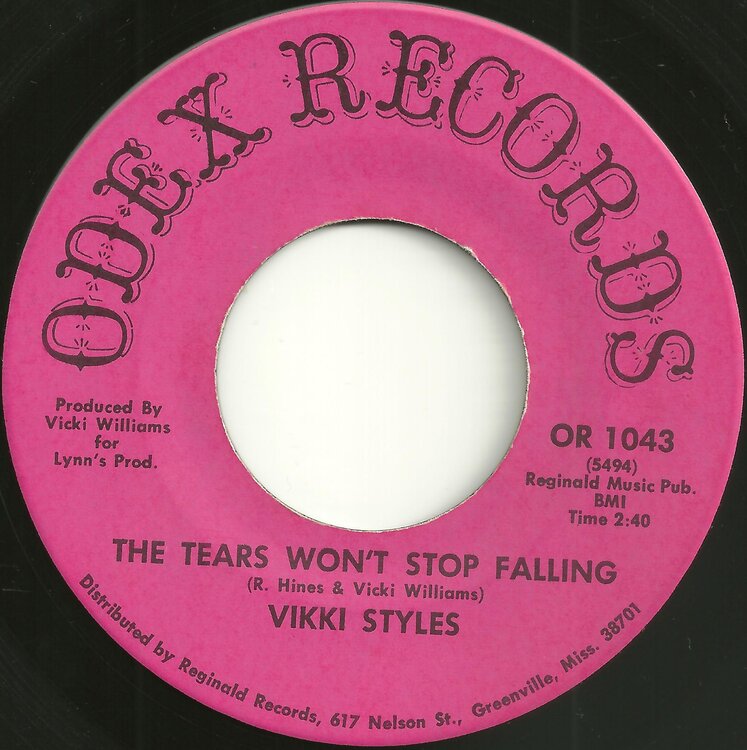 ODEX RECORDS
Produced By
Vicki Williams
for
Lynn's Prod.
OR 1043
(5494)
Reginald Music Pub.
BMI
Time 2:40
THE TEARS WON'T STOP FALLING
(R. Hines & Vicki Williams)
VIKKI STYLES
Distributed by Reginald Records, 617 Nelson St., Greenville, Miss. 38701